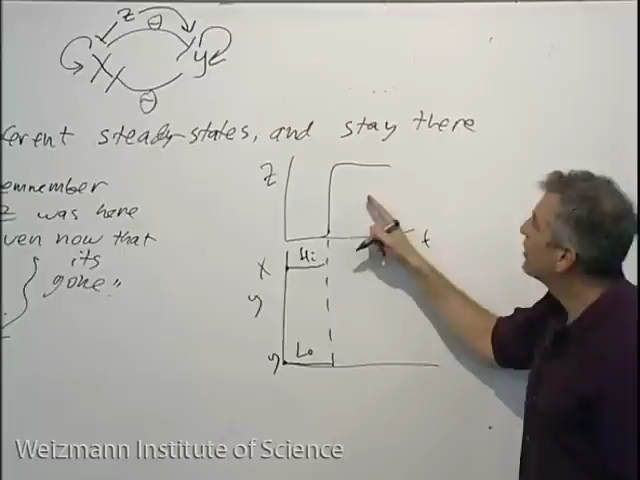 Z
X
y
ferent steady-states, and stay there
emnember
z was here
ven now that
its
gone"
Z
t
Hi
X
y
Lo
y
Weizmann Institute of Science